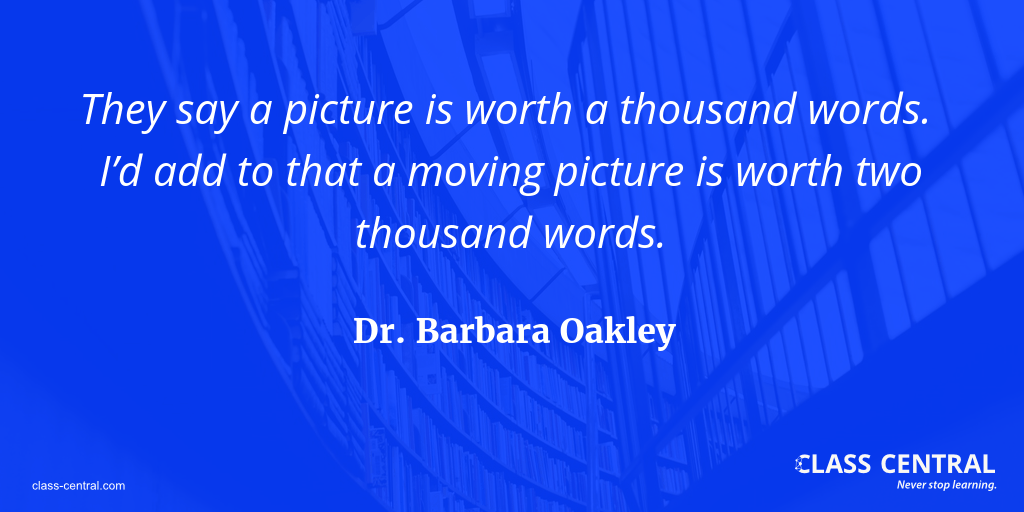 They say a picture is worth a thousand words.
I’d add to that a moving picture is worth two
thousand words.
Dr. Barbara Oakley
CLASS CENTRAL
Never stop learning.
class-central.com